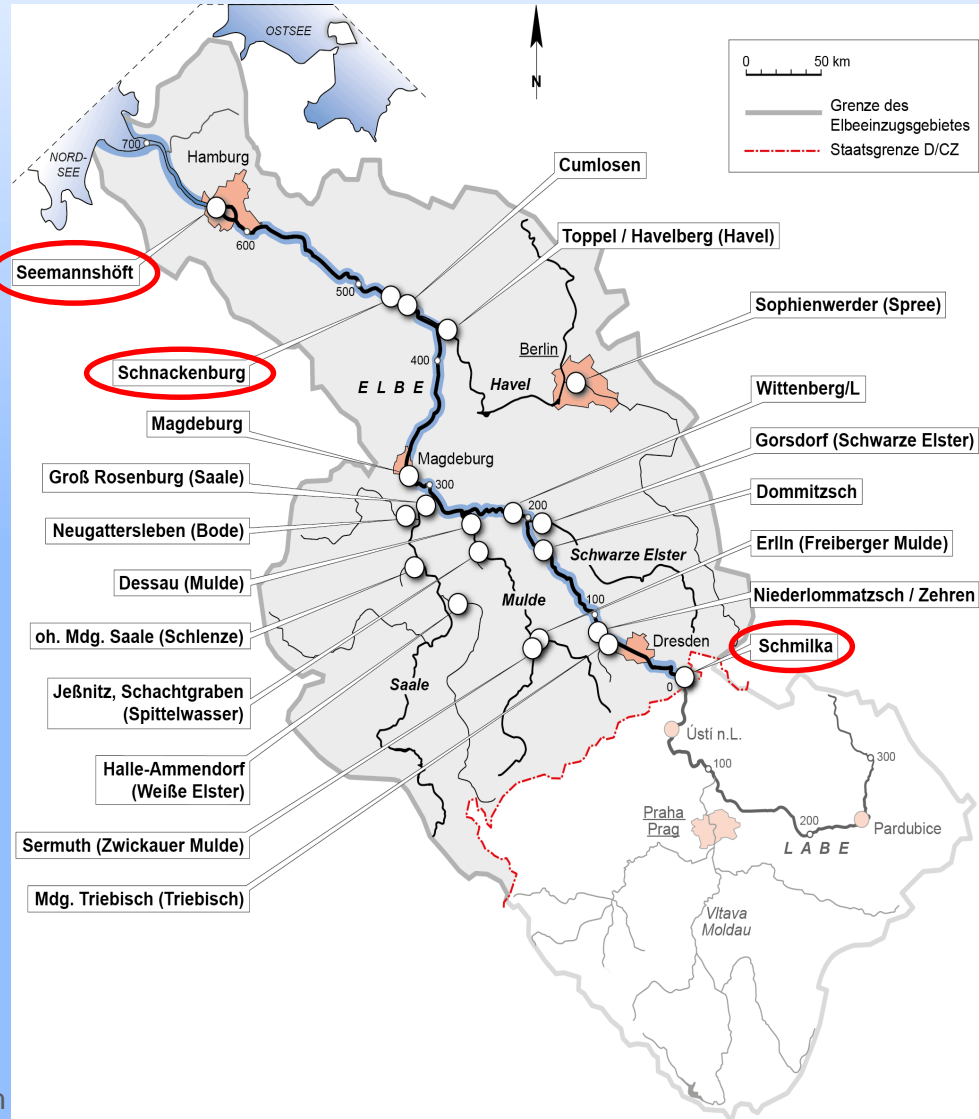 OSTSEE
N
0 50 km
Grenze des
Elbeeinzugsgebietes
Staatsgrenze D/CZ
NORD-
SEE
700
Hamburg
600
Cumlosen
Toppel / Havelberg (Havel)
Seemannshöft
500
Sophienwerder (Spree)
Berlin
400
Schnackenburg
ELBE
Havel
Wittenberg/L
Magdeburg
Magdeburg
Gorsdorf (Schwarze Elster)
Groß Rosenburg (Saale)
300
Dommitzsch
Neugattersleben (Bode)
200
Schwarze Elster
Erlln (Freiberger Mulde)
Dessau (Mulde)
Mulde
100
Niederlommatzsch / Zehren
oh. Mdg. Saale (Schlenze)
Dresden
Schmilka
Saale
0
Jeßnitz, Schachtgraben
(Spittelwasser)
Ústí n.L.
Halle-Ammendorf
(Weiße Elster)
100
300
Praha
Prag
200
Pardubice
Sermuth (Zwickauer Mulde)
LABE
Mdg. Triebisch (Triebisch)
Vltava
Moldau